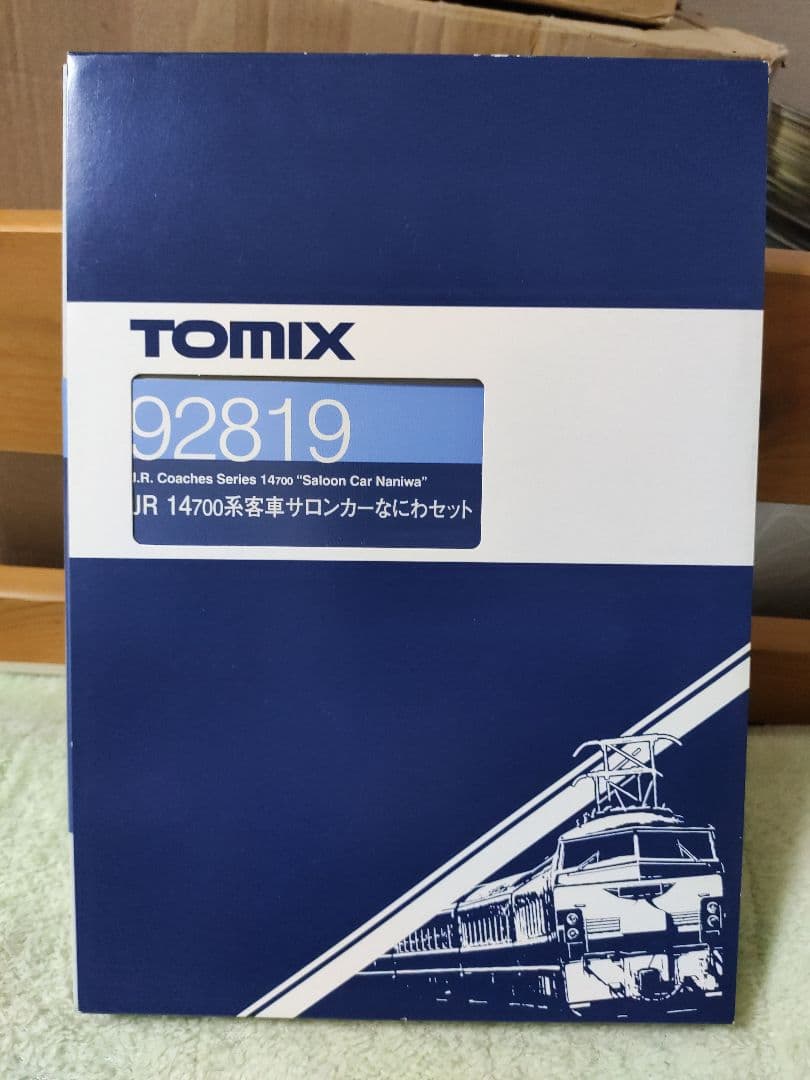 TOMIX
92819
J.R. Coaches Series 14700 "Saloon Car Naniwa"
JR 14700系客車サロンカーなにわセット